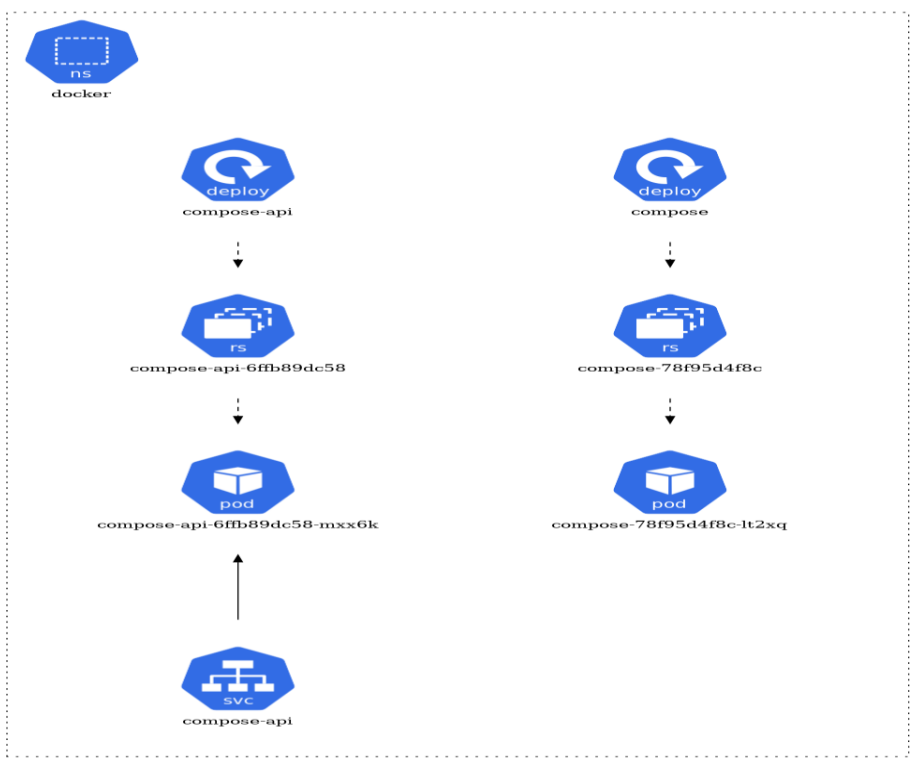 ns
docker
deploy
deploy
compose-api
compose
rs
rs
compose-api-6ffb89dc58
compose-78f95d4f8c
pod
pod
compose-api-6ffb89dc58-mxx6k
compose-78f95d4f8c-lt2xq
svc
compose-api